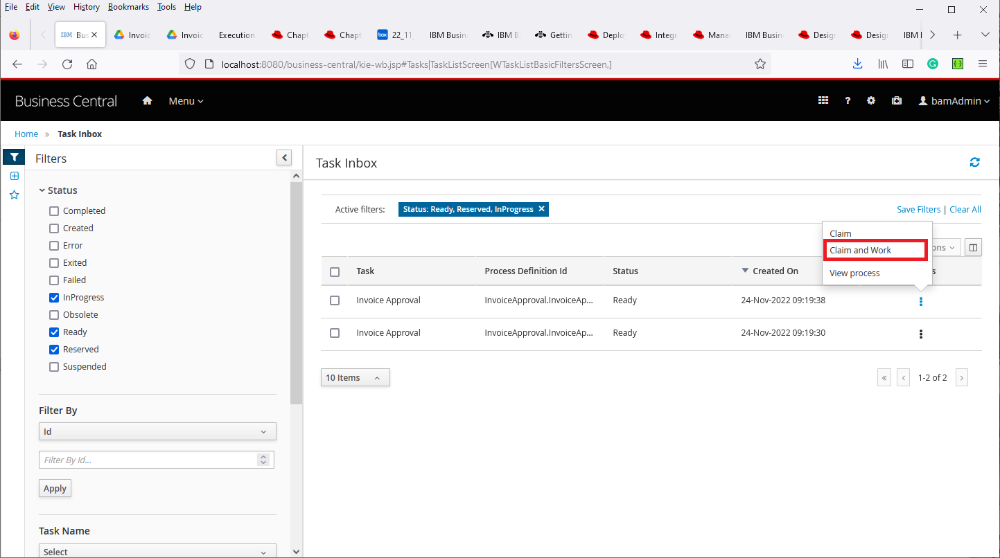 File Edit View History Bookmarks Tools Help
IBM Bus Invoic Invoic Execution Chapt Chapt box 22_11_ IBM Busin IBM B Gettin Deplo Integr Mana IBM Busin Design Design IBM
localhost:8080/business-central/kie-wb.jsp#Tasks|TaskListScreen[WTaskListBasicFiltersScreen,]
Business Central Menu ? bamAdmin
Home » Task Inbox
Filters
Status
Completed
Created
Error
Exited
Failed
InProgress
Obsolete
Ready
Reserved
Suspended
Filter By
Id
Filter By Id...
Apply
Task Name
Select
Task Inbox
Active filters: Status: Ready, Reserved, InProgress × Save Filters | Clear All
Claim
Claim and Work
ons
View process
Task Process Definition Id Status Created On s
Invoice Approval InvoiceApproval.InvoiceAp... Ready 24-Nov-2022 09:19:38
Invoice Approval InvoiceApproval.InvoiceAp... Ready 24-Nov-2022 09:19:30
10 Items « ‹ 1-2 of 2 ›